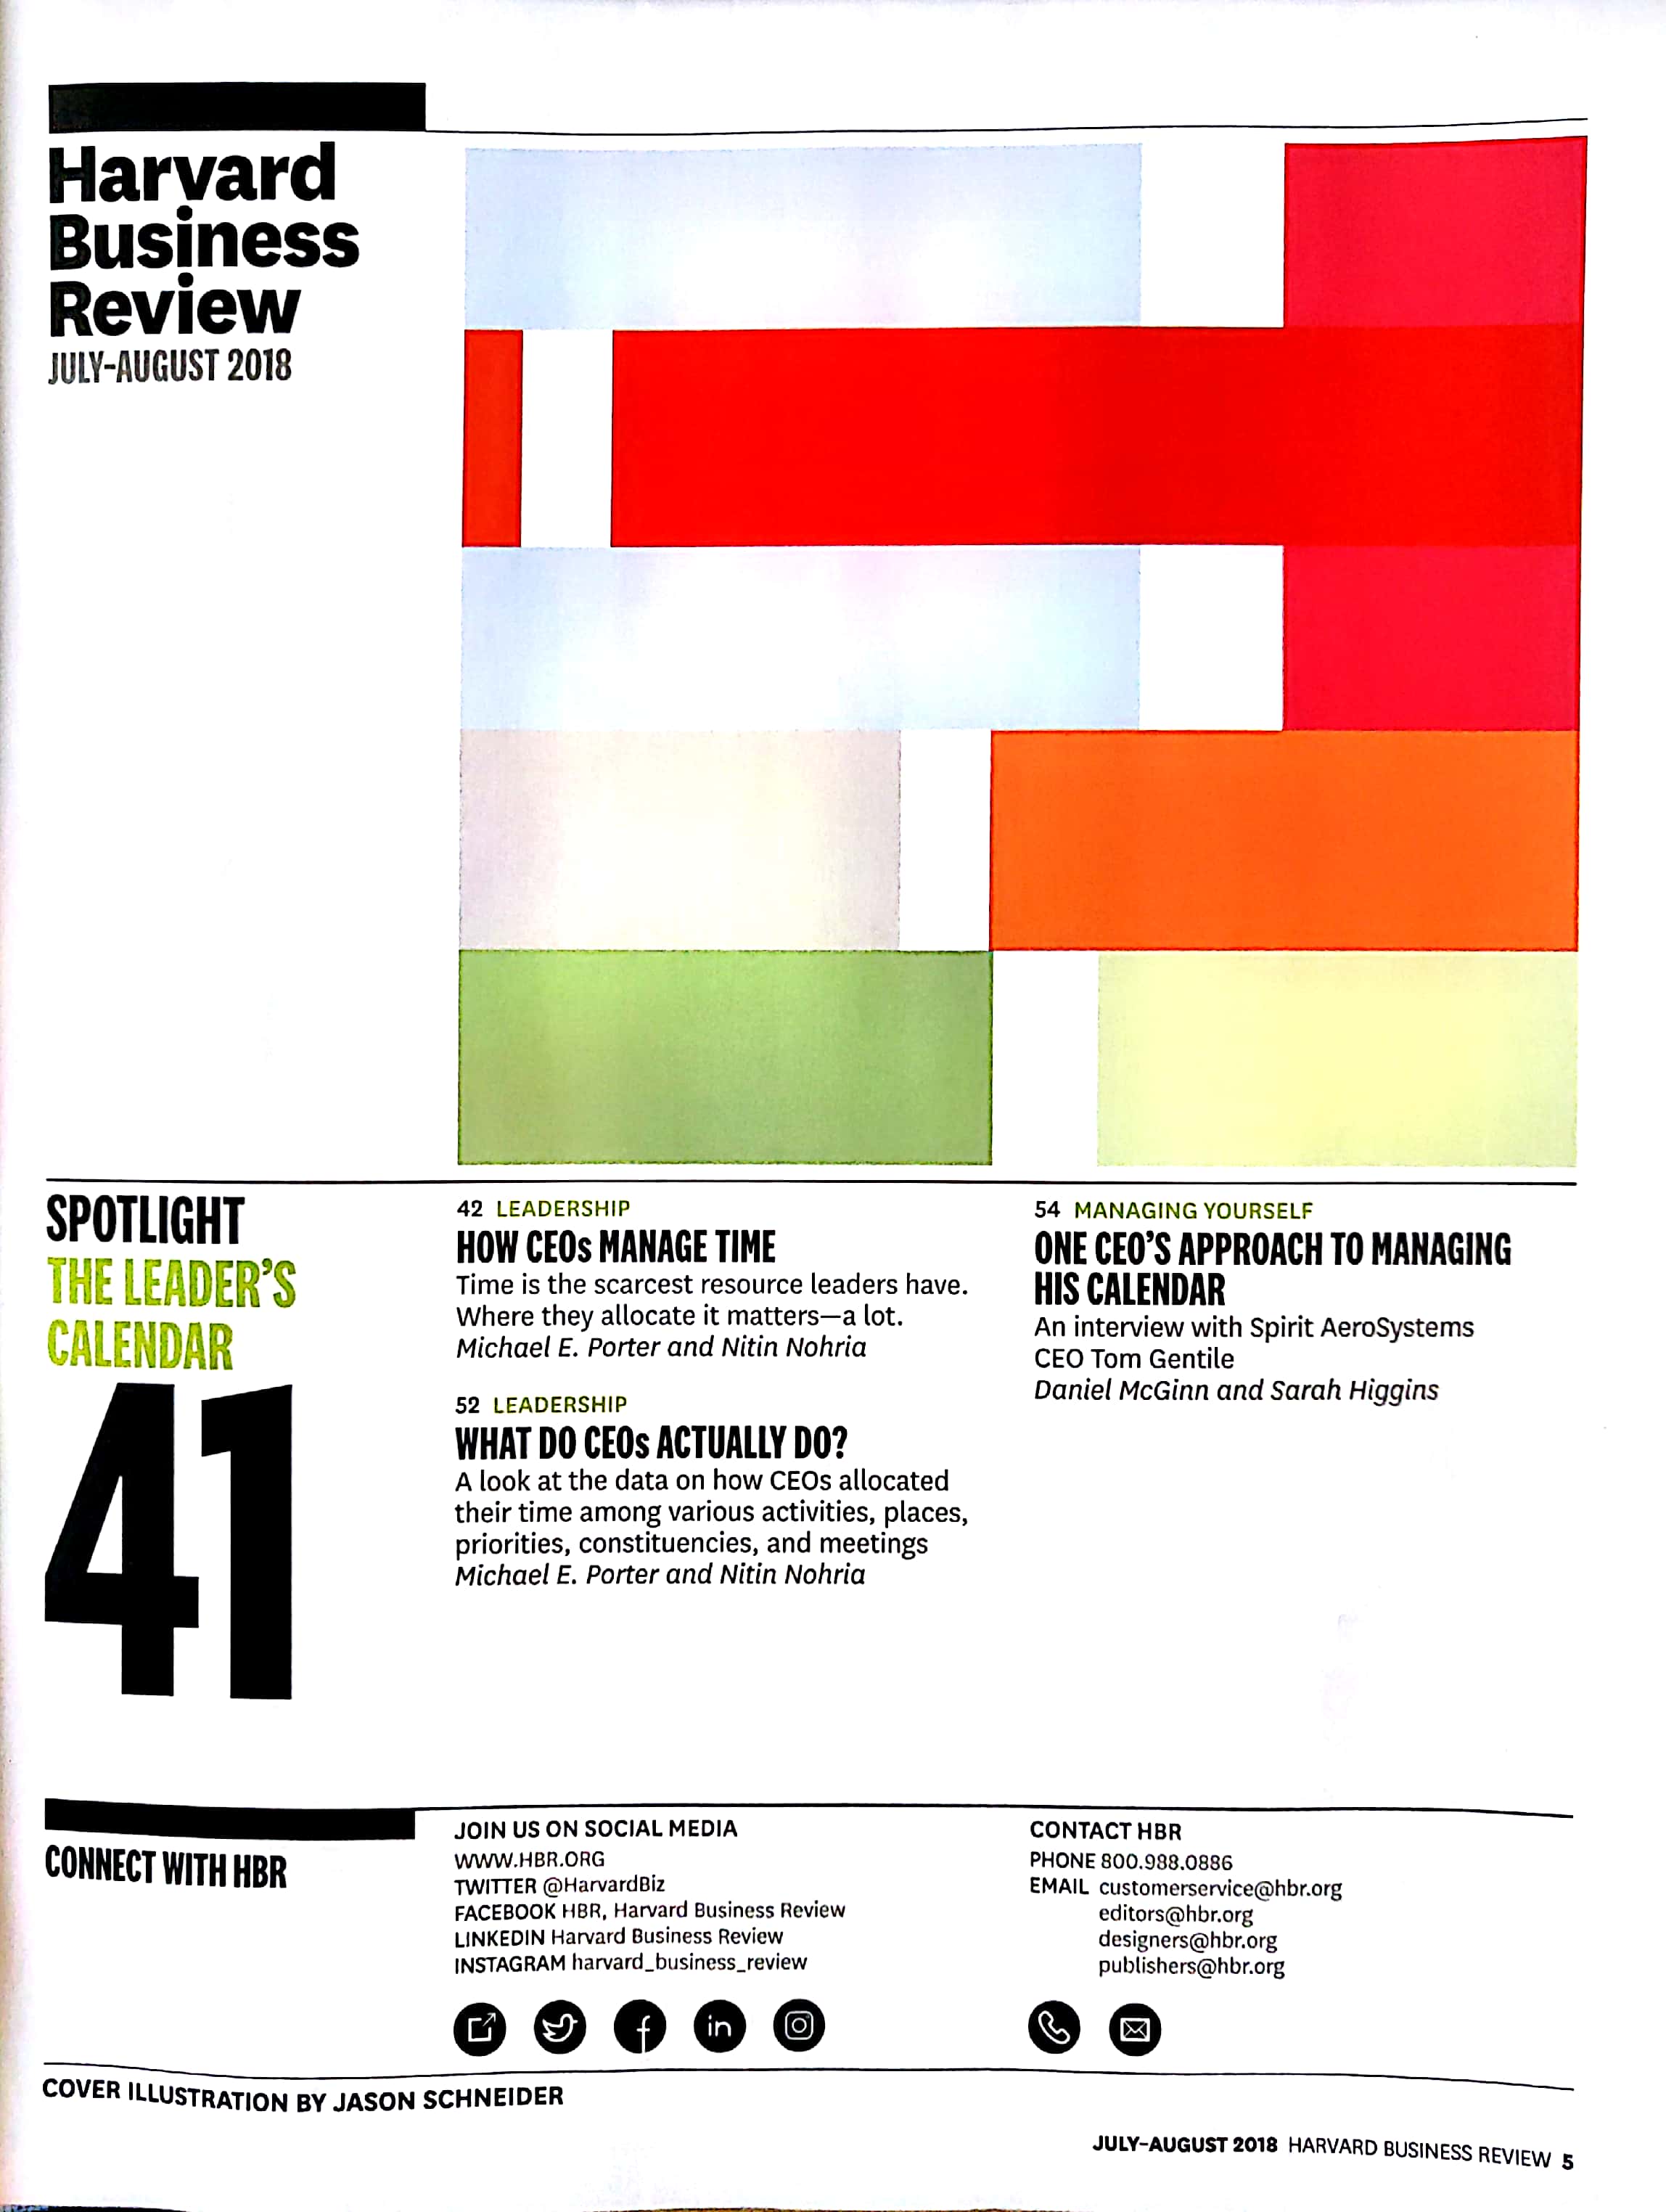 Harvard
Business
Review
JULY-AUGUST 2018
SPOTLIGHT
THE LEADER'S
CALENDAR
41
42 LEADERSHIP
HOW CEOs MANAGE TIME
Time is the scarcest resource leaders have.
Where they allocate it matters—a lot.
Michael E. Porter and Nitin Nohria
52 LEADERSHIP
WHAT DO CEOs ACTUALLY DO?
A look at the data on how CEOs allocated
their time among various activities, places,
priorities, constituencies, and meetings
Michael E. Porter and Nitin Nohria
54 MANAGING YOURSELF
ONE CEO'S APPROACH TO MANAGING
HIS CALENDAR
An interview with Spirit AeroSystems
CEO Tom Gentile
Daniel McGinn and Sarah Higgins
CONNECT WITH HBR
JOIN US ON SOCIAL MEDIA
WWW.HBR.ORG
TWITTER @HarvardBiz
FACEBOOK HBR, Harvard Business Review
LINKEDIN Harvard Business Review
INSTAGRAM harvard_business_review
CONTACT HBR
PHONE 800.988.0886
EMAIL customerservice@hbr.org
editors@hbr.org
designers@hbr.org
publishers@hbr.org
COVER ILLUSTRATION BY JASON SCHNEIDER
JULY–AUGUST 2018 HARVARD BUSINESS REVIEW 5